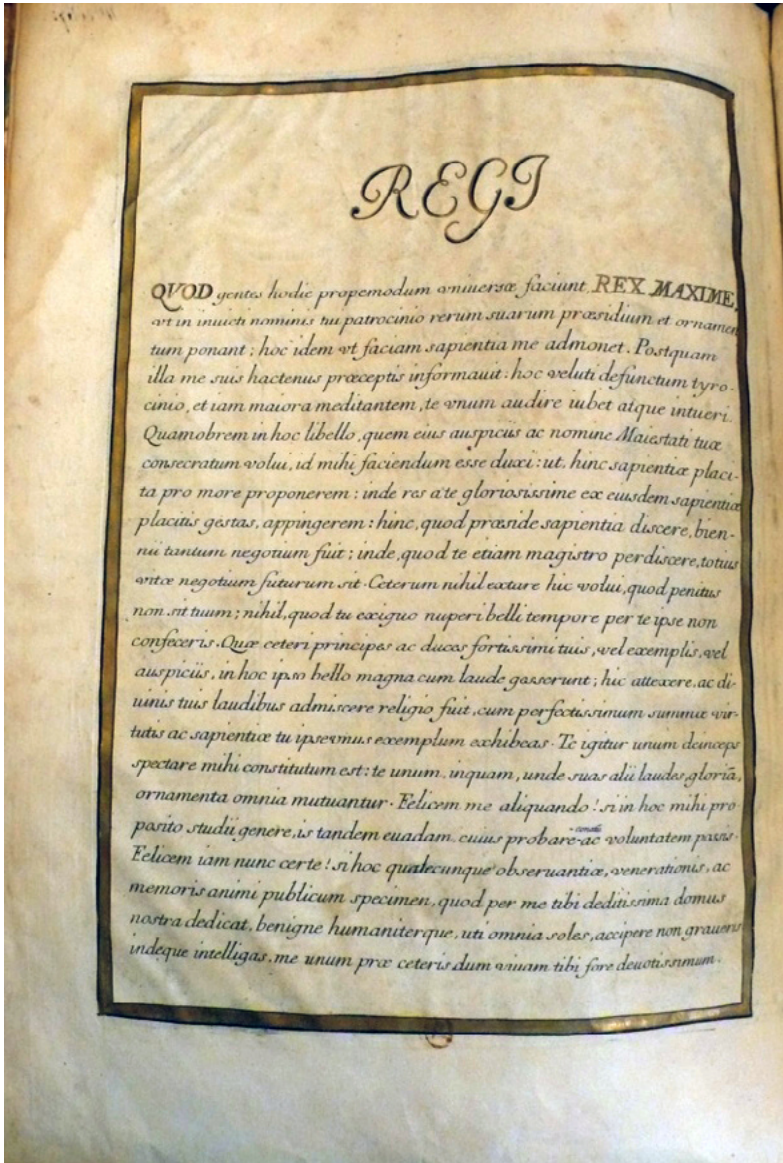 REGI
QVOD gentes hodie propemodum vniuersæ faciunt, REX MAXIME,
vt in inuicti nominis tui patrocinio rerum suarum præsidium et ornamen
tum ponant; hoc idem vt faciam sapientia me admonet. Postquam
illa me suis hactenus præceptis informauit: hoc veluti defunctum tyro-
cinio, et iam maiora meditantem, te vnum audire iubet atque intueri.
Quamobrem in hoc libello, quem eius auspiciis ac nomine Maiestati tuæ
consecratum volui, id mihi faciendum esse duxi: ut hinc sapientiæ placi-
ta pro more proponerem: inde res a te gloriosissime ex eiusdem sapientiæ
placitis gestas, appingerem: hinc, quod præside sapientia discere, bien-
nii tantum negotium fuit; inde, quod te etiam magistro perdiscere, totius
vitæ negotium futurum sit. Ceterum nihil extare hic volui, quod penitus
non sit tuum; nihil, quod tu exiguo nuperi belli tempore per te ipse non
confeceris. Quæ ceteri principes ac duces fortissimi tuis, vel exemplis, vel
auspiciis, in hoc ipso bello magna cum laude gesserunt; hic attexere, ac di-
uinis tuis laudibus admiscere religio fuit, cum perfectissimum summæ vir-
tutis ac sapientiæ tu ipse vnus exemplum exhibeas. Te igitur unum deinceps
spectare mihi constitutum est: te unum, inquam, unde suas alii laudes, gloriā,
ornamenta omnia mutuantur. Felicem me aliquando! si in hoc mihi pro
posito studii genere, is tandem euadam, cuius probare ac voluntatem possis.
Felicem iam nunc certe! si hoc qualecunque obseruantiæ, venerationis, ac
memoris animi publicum specimen, quod per me tibi deditissima domus
nostra dedicat, benigne humaniterque, uti omnia soles, accipere non graueris
indeque intelligas, me unum præ ceteris dum viuam tibi fore deuotissimum.